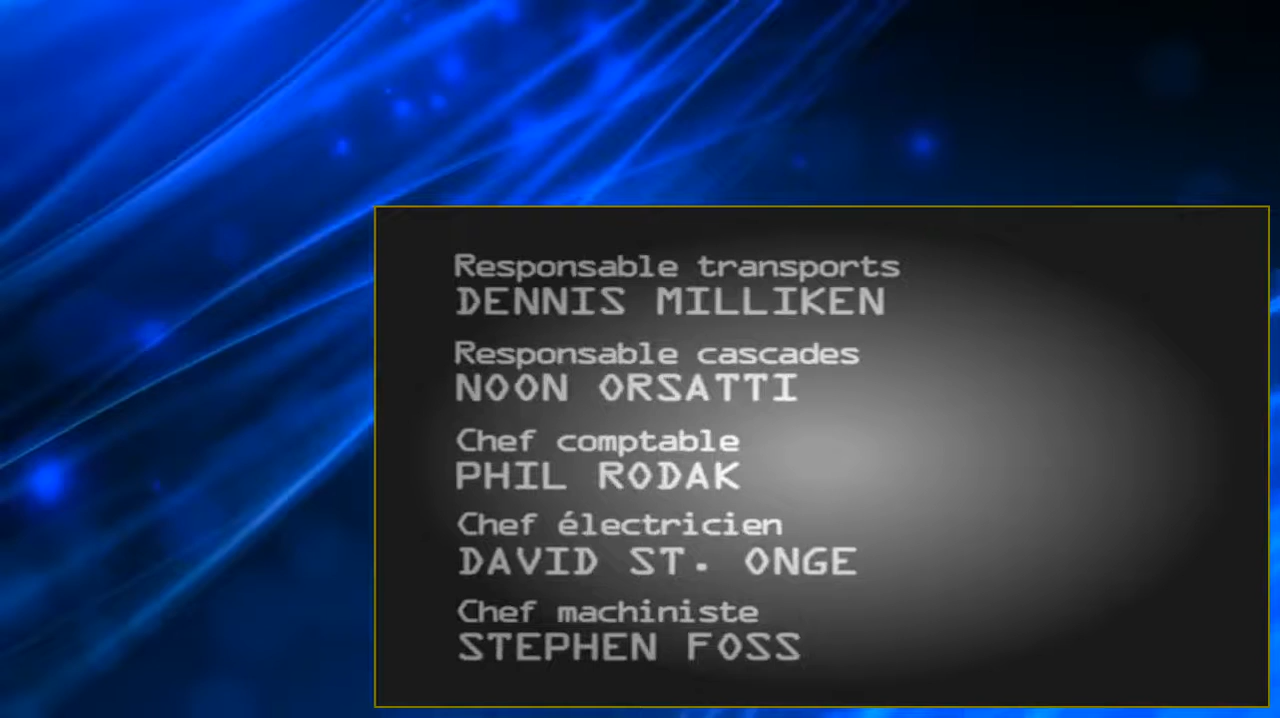 Responsable transports
DENNIS MILLIKEN
Responsable cascades
NOON ORSATTI
Chef comptable
PHIL RODAK
Chef électricien
DAVID ST. ONGE
Chef machiniste
STEPHEN FOSS